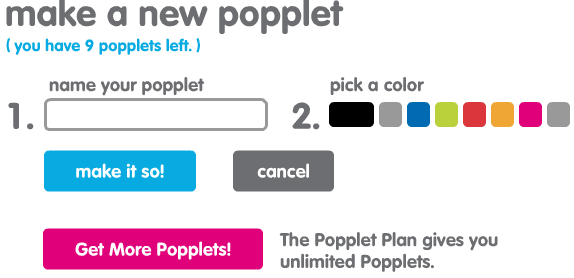 make a new popplet
( you have 9 popplets left. )
name your popplet
pick a color
1.
2.
make it so!
cancel
Get More Popplets!
The Popplet Plan gives you
unlimited Popplets.